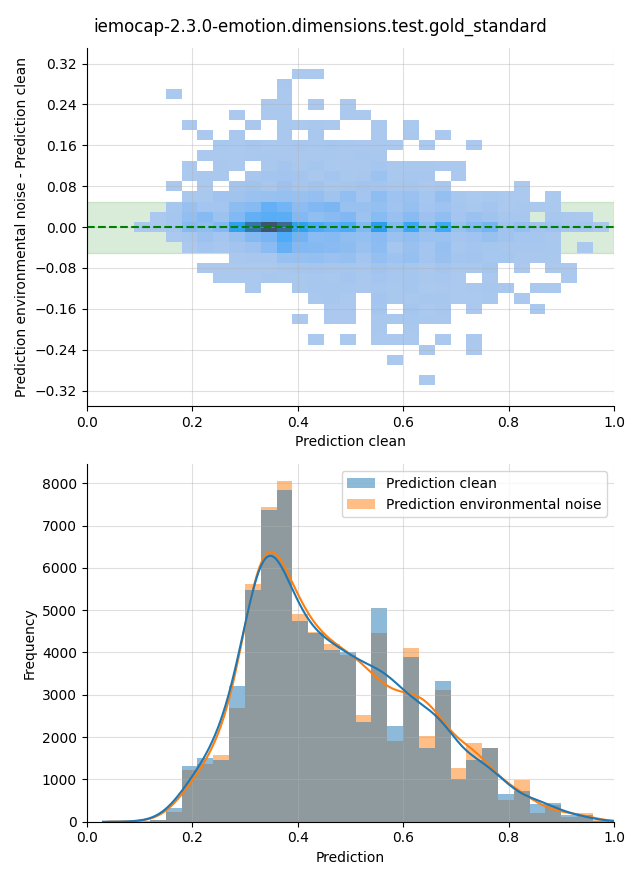 iemocap-2.3.0-emotion.dimensions.test.gold_standard
Prediction environmental noise - Prediction clean
0.32
0.24
0.16
0.08
0.00
−0.08
−0.16
−0.24
−0.32
0.0 0.2 0.4 0.6 0.8 1.0
Prediction clean
Frequency
8000
7000
6000
5000
4000
3000
2000
1000
0
Prediction clean
Prediction environmental noise
0.0 0.2 0.4 0.6 0.8 1.0
Prediction